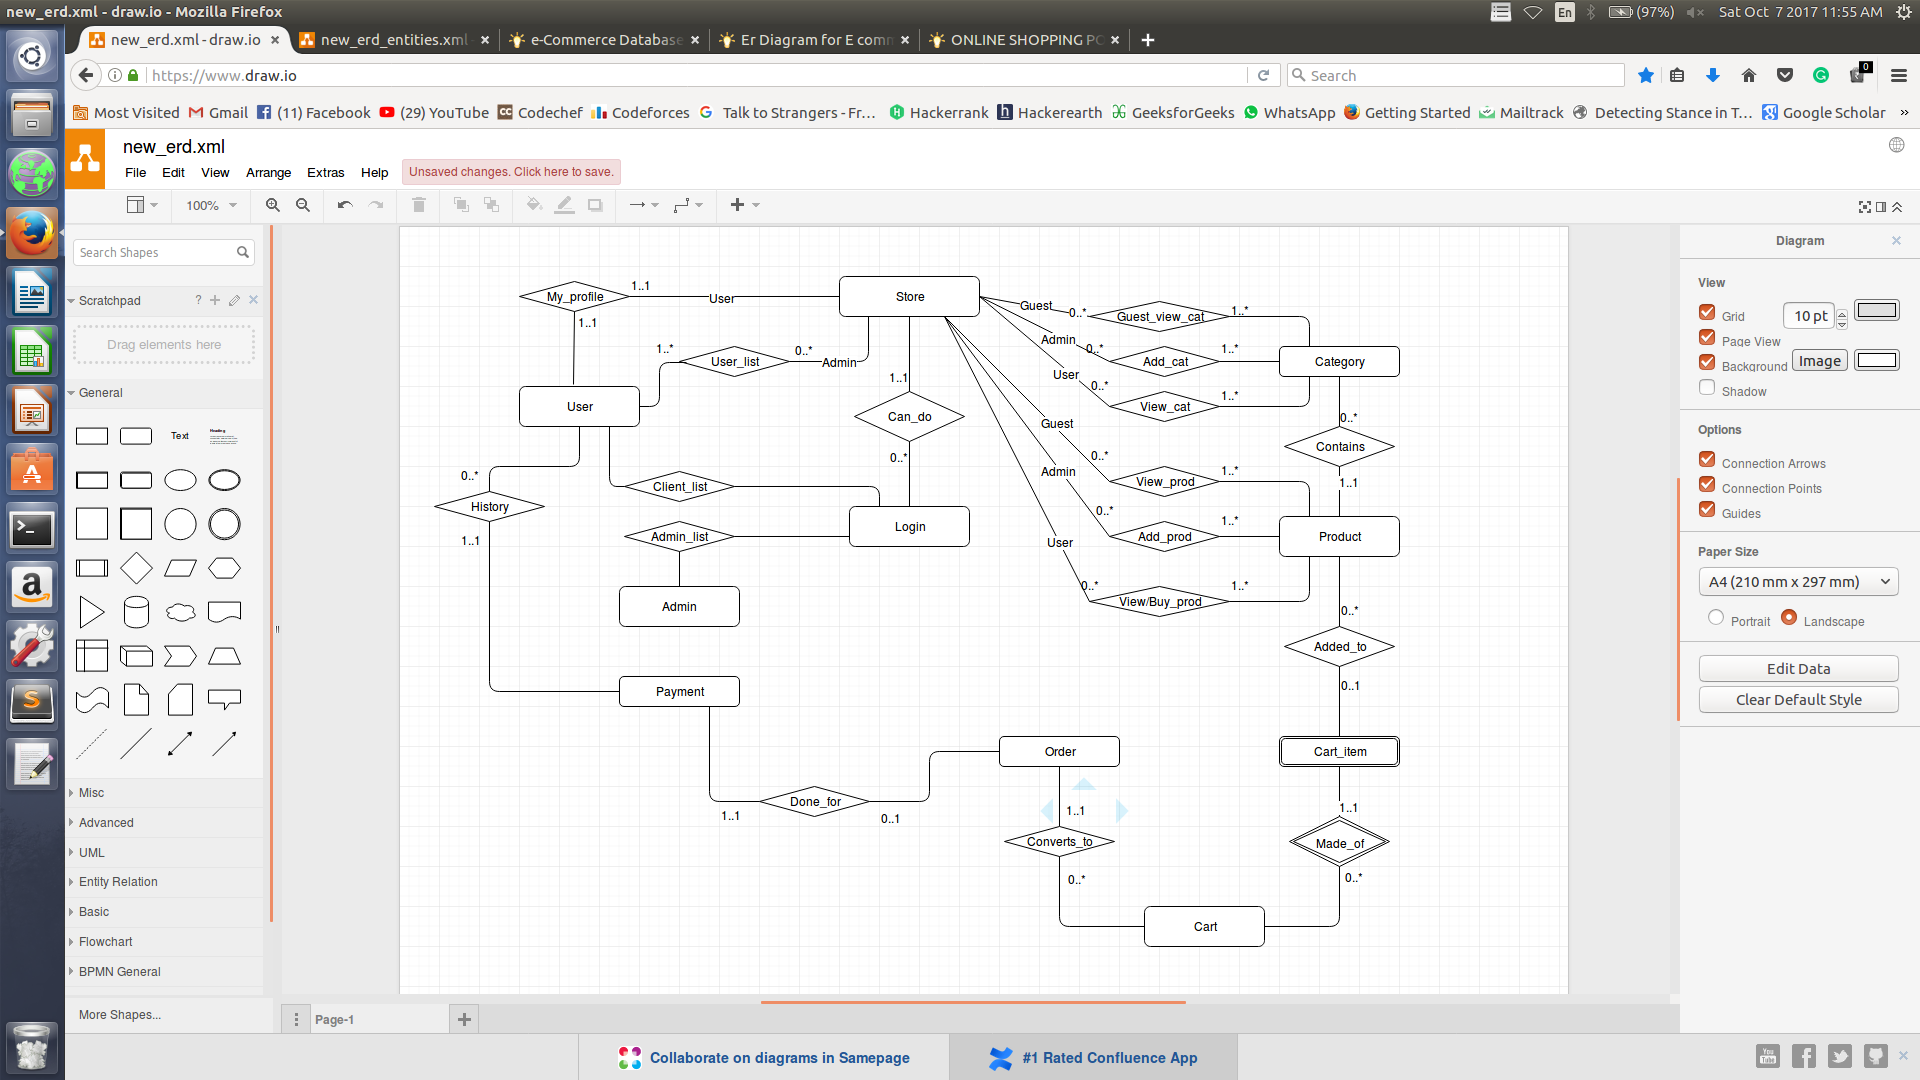 new_erd.xml - draw.io - Mozilla Firefox
En
(97%)
Sat Oct 7 2017 11:55 AM
new_erd.xml - draw.io
new_erd_entities.xml
e-Commerce Database
Er Diagram for E comm
ONLINE SHOPPING PO
https://www.draw.io
Search
0
Most Visited
Gmail
(11) Facebook
(29) YouTube
Codechef
Codeforces
Talk to Strangers - Fr...
Hackerrank
Hackerearth
GeeksforGeeks
WhatsApp
Getting Started
Mailtrack
Detecting Stance in T...
Google Scholar
new_erd.xml
File Edit View Arrange Extras Help
Unsaved changes. Click here to save.
100%
Search Shapes
Scratchpad
Drag elements here
General
Text
Heading
Misc
Advanced
UML
Entity Relation
Basic
Flowchart
BPMN General
More Shapes...
My_profile
1..1
User
Store
1..1
1..*
User_list
0..*
Admin
User
1..1
Can_do
0..*
Guest
0..*
Guest_view_cat
1..*
Admin
0..*
Add_cat
1..*
Category
User
0..*
View_cat
1..*
0..*
Contains
1..1
Guest
0..*
View_prod
1..*
Admin
0..*
Add_prod
1..*
Product
User
0..*
View/Buy_prod
1..*
0..*
History
1..1
Client_list
Login
Admin_list
Admin
Payment
0..*
Added_to
0..1
Cart_item
Order
1..1
Done_for
0..1
1..1
Converts_to
0..*
1..1
Made_of
0..*
Cart
Page-1
Diagram
View
Grid
10 pt
Page View
Background
Image
Shadow
Options
Connection Arrows
Connection Points
Guides
Paper Size
A4 (210 mm x 297 mm)
Portrait
Landscape
Edit Data
Clear Default Style
Collaborate on diagrams in Samepage
#1 Rated Confluence App